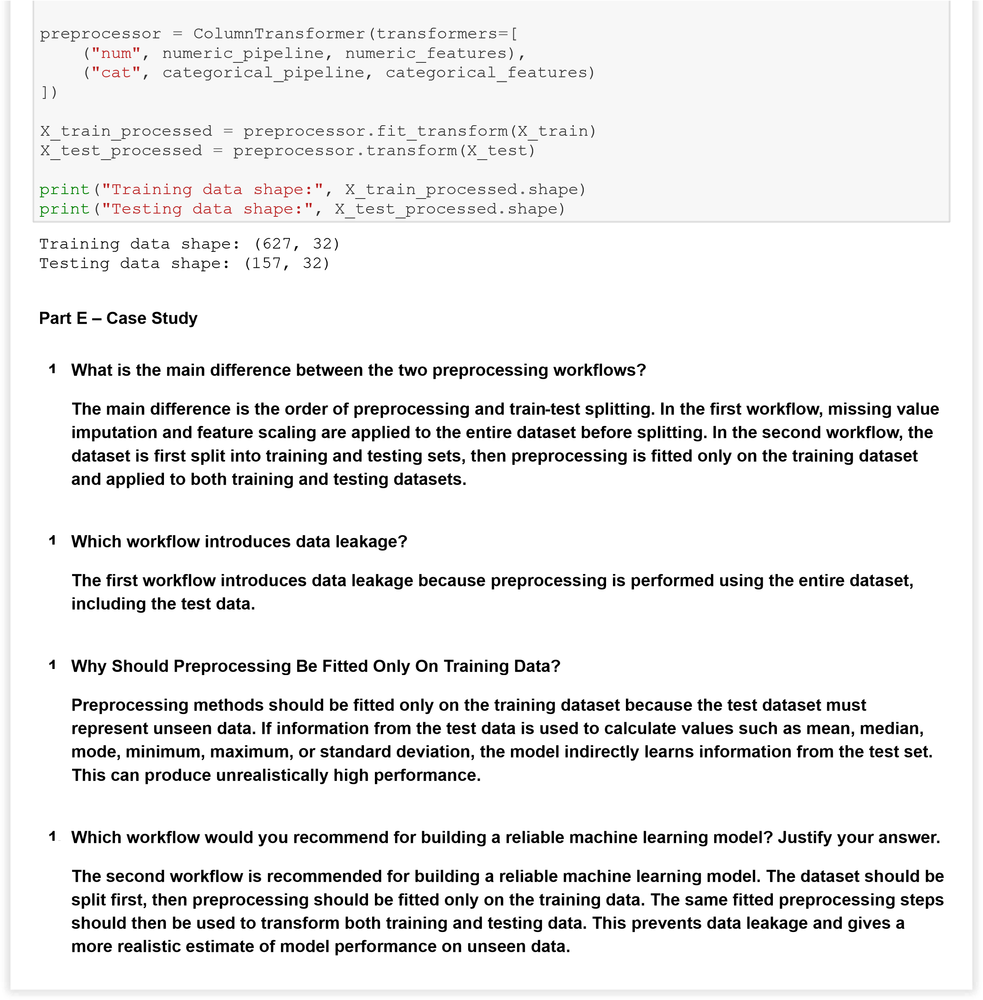 preprocessor = ColumnTransformer(transformers=[
    ("num", numeric_pipeline, numeric_features),
    ("cat", categorical_pipeline, categorical_features)
])
X_train_processed = preprocessor.fit_transform(X_train)
X_test_processed = preprocessor.transform(X_test)
print("Training data shape:", X_train_processed.shape)
print("Testing data shape:", X_test_processed.shape)
Training data shape: (627, 32)
Testing data shape: (157, 32)
Part E – Case Study
1 What is the main difference between the two preprocessing workflows?
The main difference is the order of preprocessing and train-test splitting. In the first workflow, missing value
imputation and feature scaling are applied to the entire dataset before splitting. In the second workflow, the
dataset is first split into training and testing sets, then preprocessing is fitted only on the training dataset
and applied to both training and testing datasets.
1 Which workflow introduces data leakage?
The first workflow introduces data leakage because preprocessing is performed using the entire dataset,
including the test data.
1 Why Should Preprocessing Be Fitted Only On Training Data?
Preprocessing methods should be fitted only on the training dataset because the test dataset must
represent unseen data. If information from the test data is used to calculate values such as mean, median,
mode, minimum, maximum, or standard deviation, the model indirectly learns information from the test set.
This can produce unrealistically high performance.
1 Which workflow would you recommend for building a reliable machine learning model? Justify your answer.
The second workflow is recommended for building a reliable machine learning model. The dataset should be
split first, then preprocessing should be fitted only on the training data. The same fitted preprocessing steps
should then be used to transform both training and testing data. This prevents data leakage and gives a
more realistic estimate of model performance on unseen data.